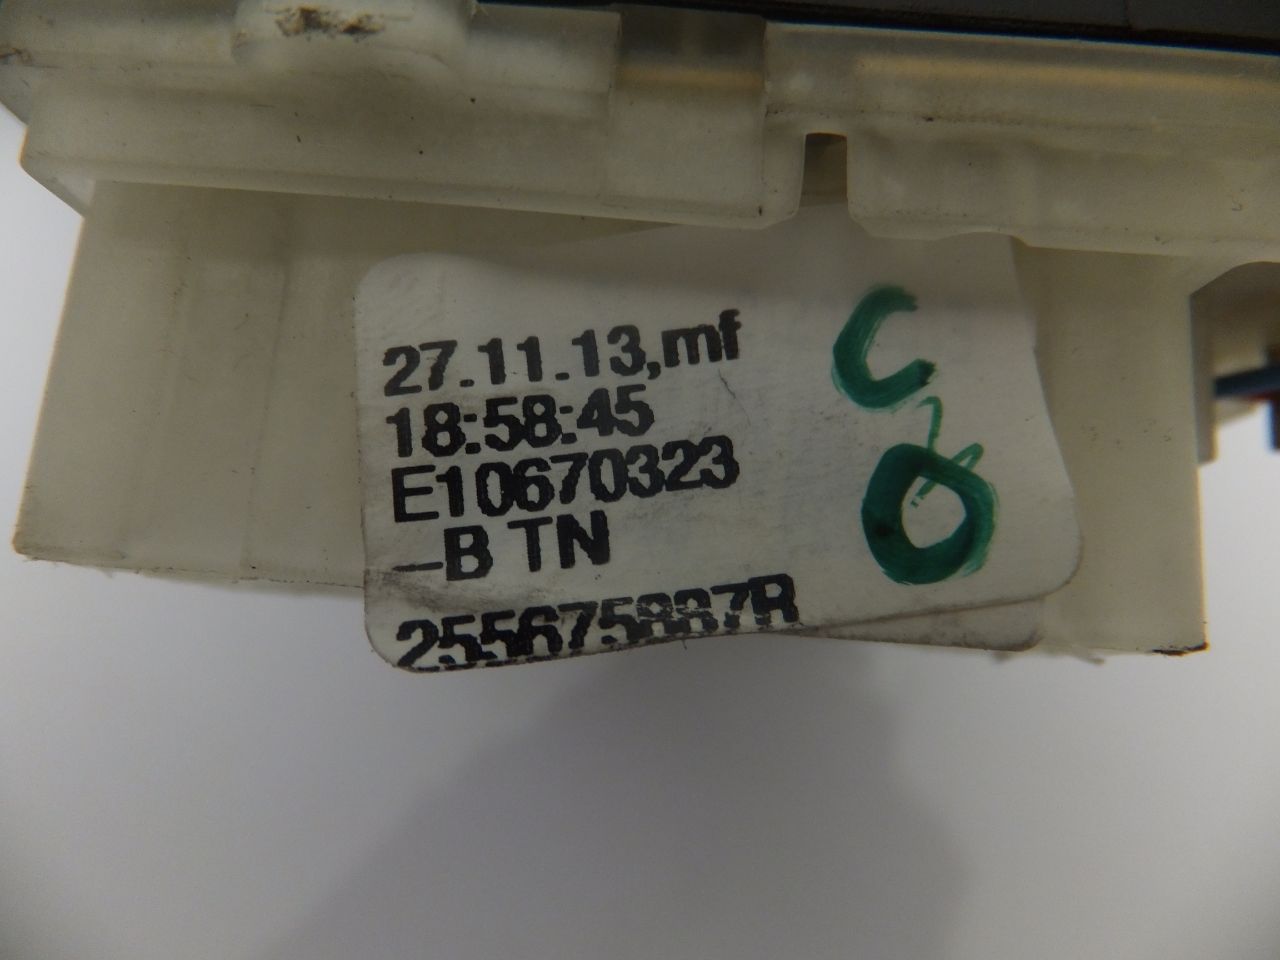 27.11.13,mf
18:58:45
E10670323
–B TN
255675887R